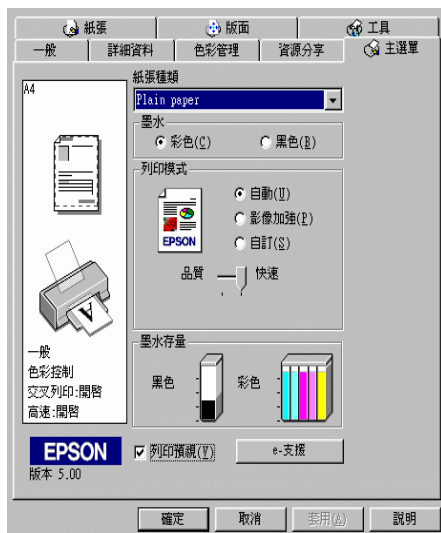 紙張 版面 工具
一般 詳細資料 色彩管理 資源分享 主選單
A4
紙張種類
Plain paper
墨水
彩色(C) 黑色(B)
列印模式
自動(U)
影像加強(P)
自訂(S)
EPSON
品質 快速
墨水存量
黑色 彩色
A
一般
色彩控制
交叉列印:開啓
高速:開啓
EPSON
版本 5.00
列印預視(Y) e-支援
確定 取消 套用(A) 說明